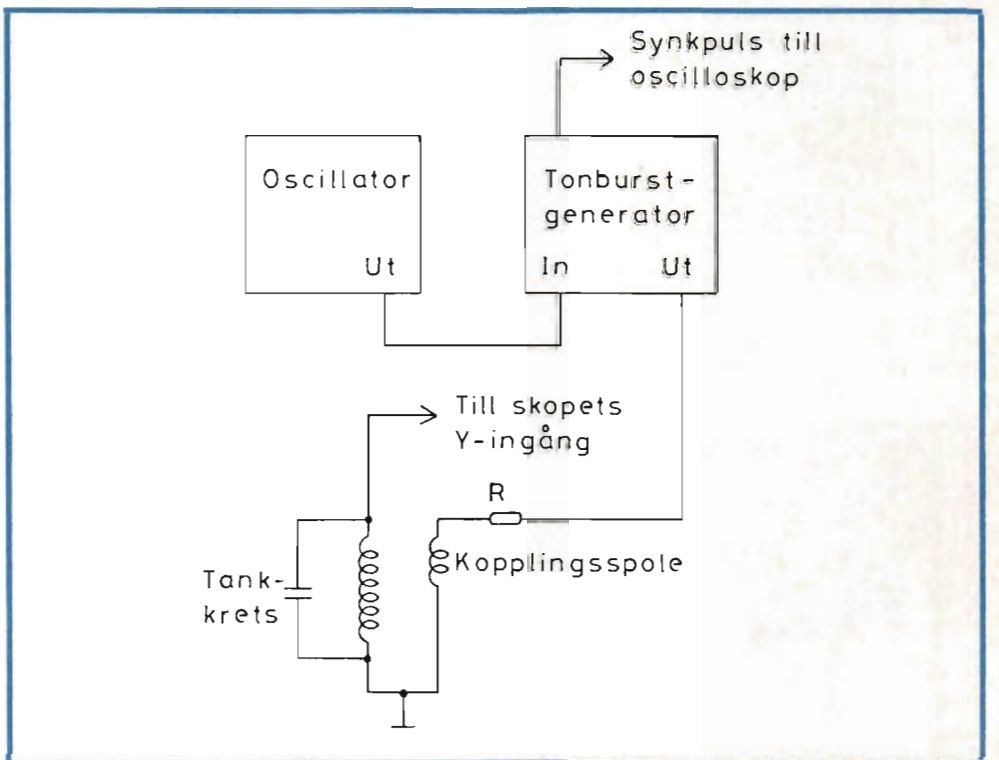 Synkpuls till
oscilloskop
Oscillator
Ut
Tonburst-
generator
In Ut
Till skopets
Y-ingång
R
Kopplingsspole
Tank-
krets